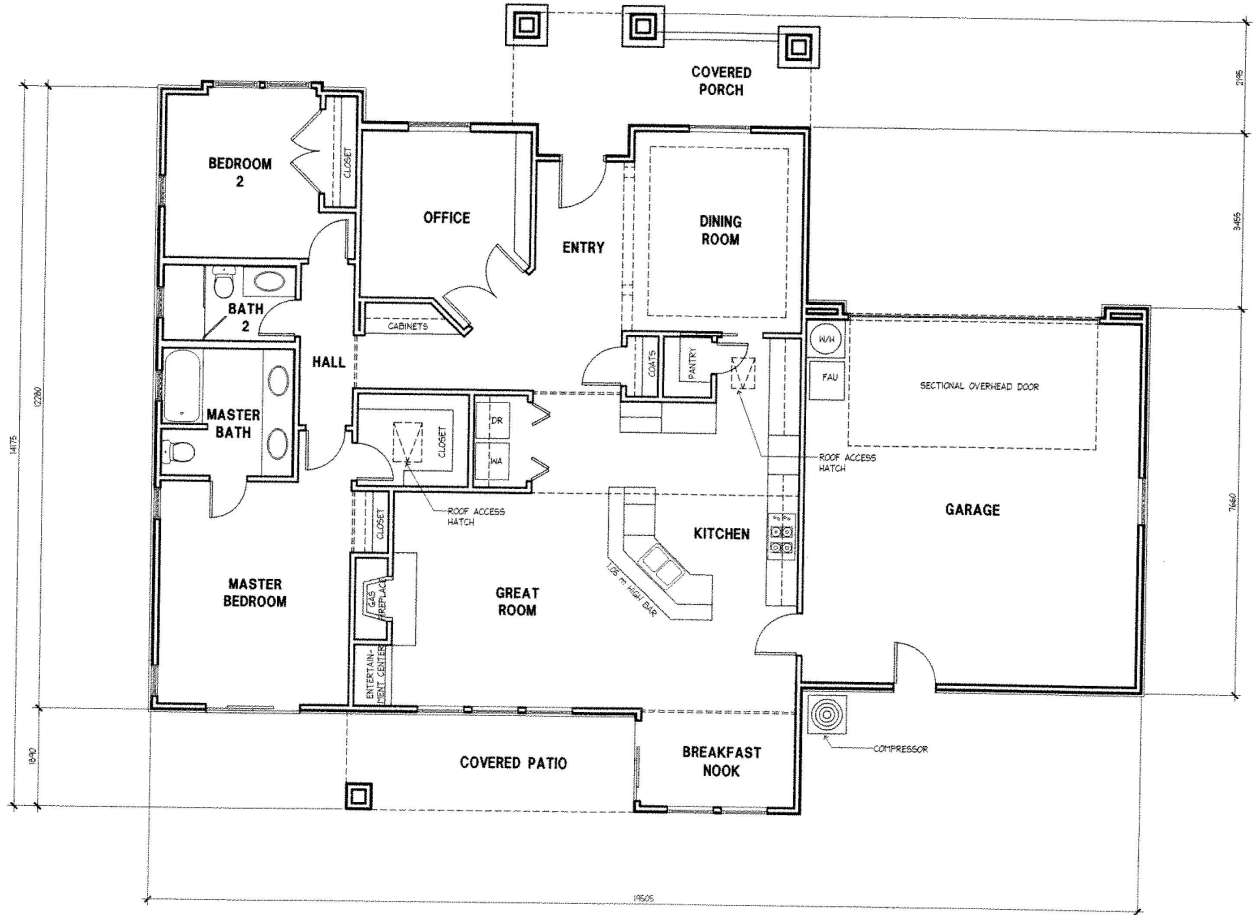 COVERED
PORCH
2195
BEDROOM
2
CLOSET
OFFICE
ENTRY
DINING
ROOM
3455
BATH
2
CABINETS
HALL
COATS
PANTRY
W/H
FAU
SECTIONAL OVERHEAD DOOR
12280
14175
MASTER
BATH
CLOSET
DR
WA
ROOF ACCESS
HATCH
ROOF ACCESS
HATCH
GARAGE
7660
CLOSET
KITCHEN
MASTER
BEDROOM
GAS
FIREPLACE
GREAT
ROOM
1.05 m HIGH BAR
ENTERTAIN-
MENT CENTER
1890
COVERED PATIO
BREAKFAST
NOOK
COMPRESSOR
19505